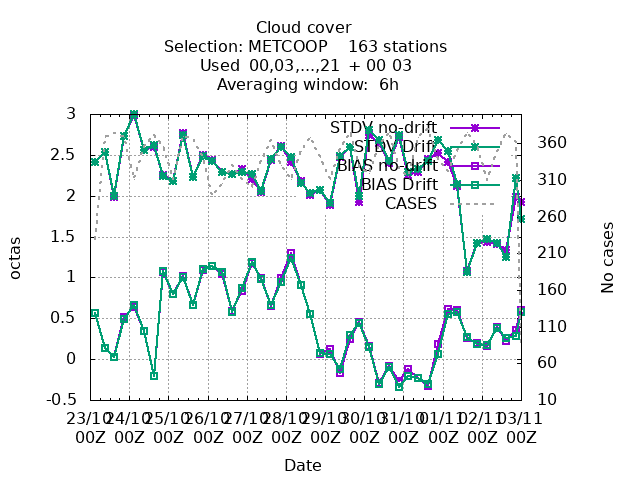 Cloud cover
Selection: METCOOP 163 stations
Used 00,03,...,21 + 00 03
Averaging window: 6h
3
2.5
2
1.5
1
0.5
0
-0.5
octas
STDV no-drift
STDV Drift
BIAS no-drift
BIAS Drift
CASES
360
310
260
210
160
110
60
10
No cases
23/10 24/10 25/10 26/10 27/10 28/10 29/10 30/10 31/10 01/11 02/11 03/11
00Z 00Z 00Z 00Z 00Z 00Z 00Z 00Z 00Z 00Z 00Z 00Z
Date